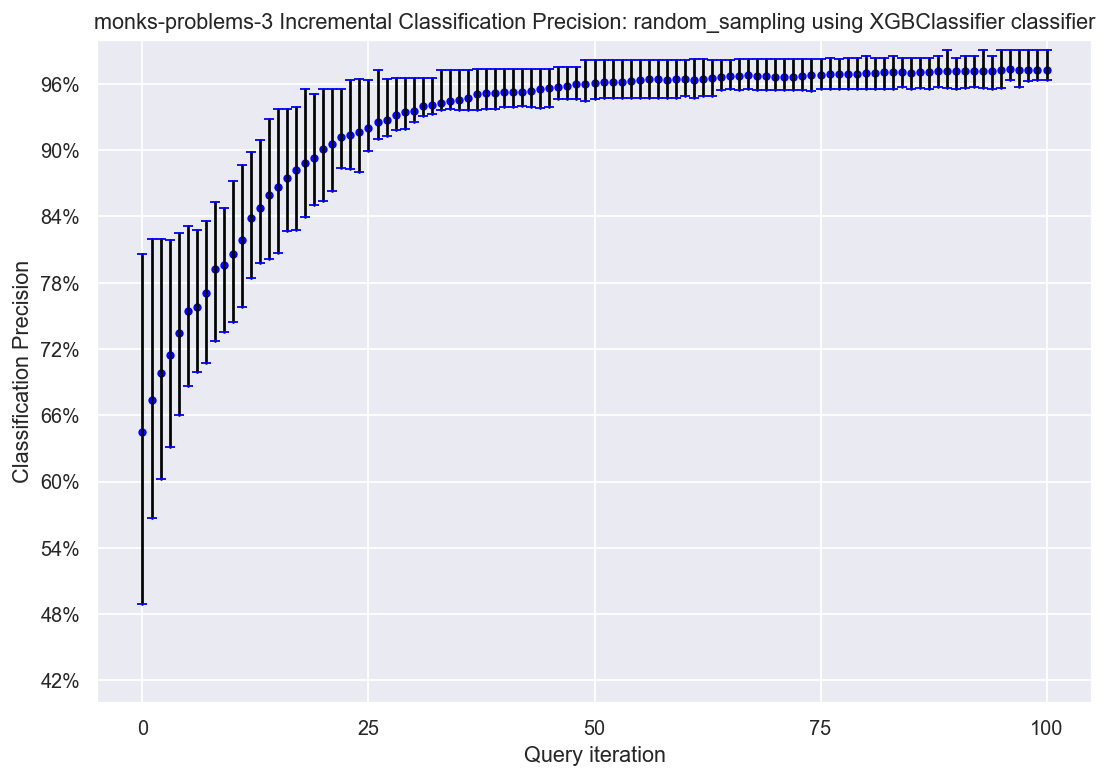 monks-problems-3 Incremental Classification Precision: random_sampling using XGBClassifier classifier
Classification Precision
96%
90%
84%
78%
72%
66%
60%
54%
48%
42%
0 25 50 75 100
Query iteration